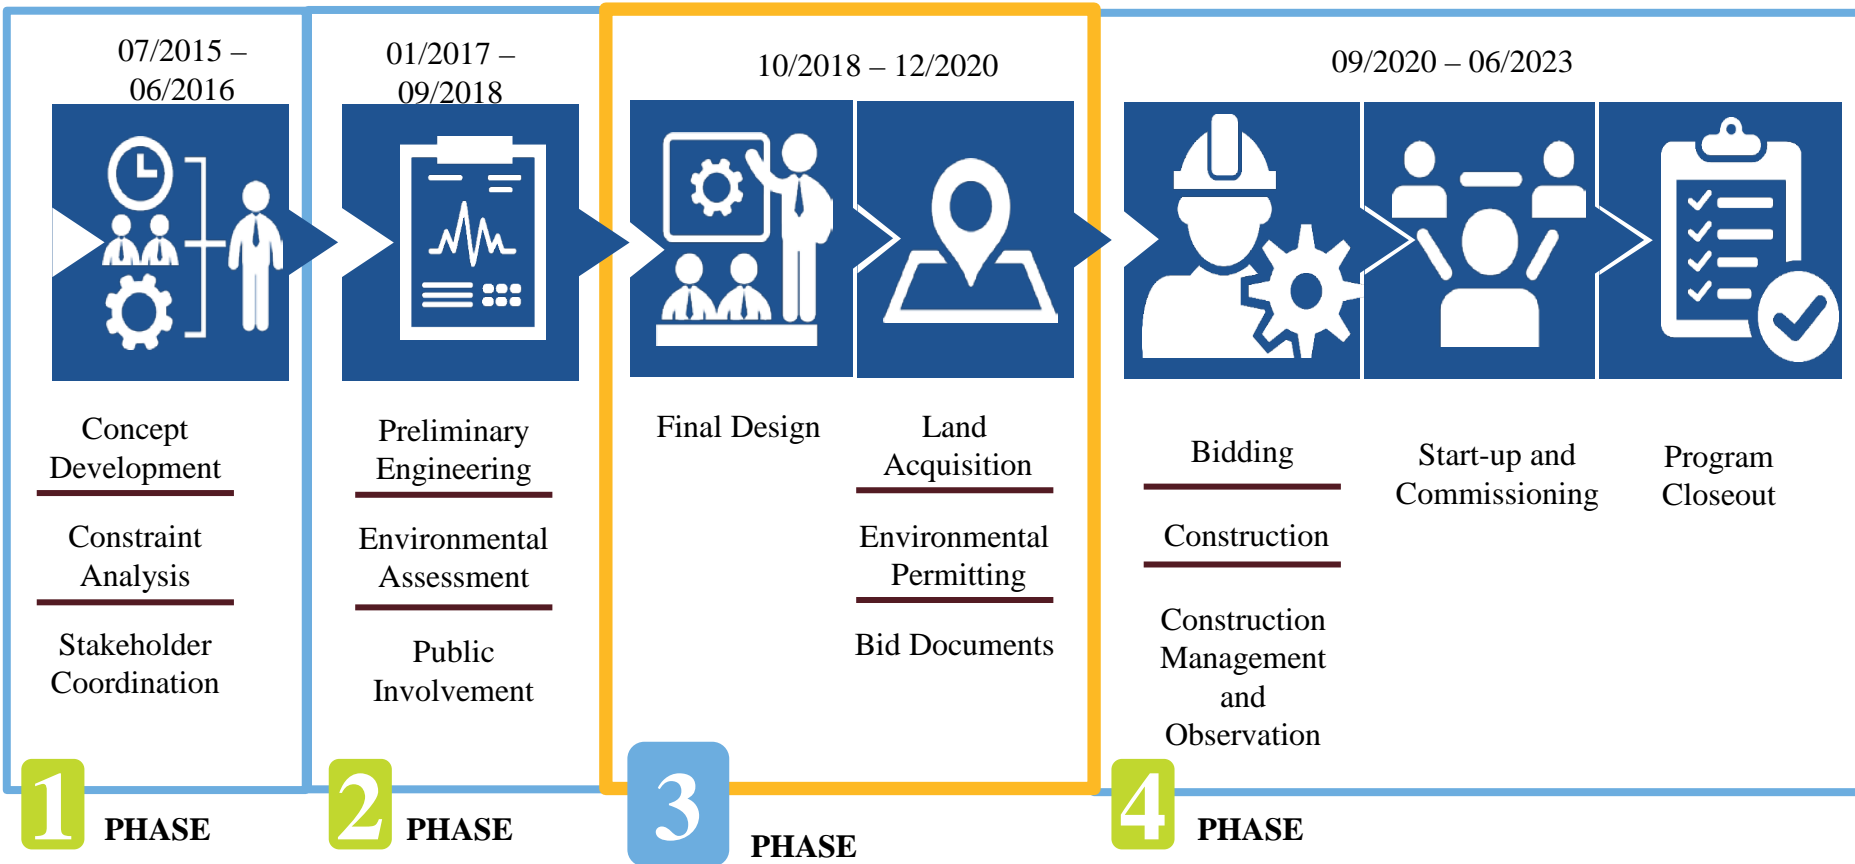 07/2015 –
06/2016
Concept
Development
Constraint
Analysis
Stakeholder
Coordination
1
PHASE
01/2017 –
09/2018
Preliminary
Engineering
Environmental
Assessment
Public
Involvement
2
PHASE
10/2018 – 12/2020
Final Design
Land
Acquisition
Environmental
Permitting
Bid Documents
3
PHASE
09/2020 – 06/2023
Bidding
Construction
Construction
Management
and
Observation
Start-up and
Commissioning
Program
Closeout
4
PHASE